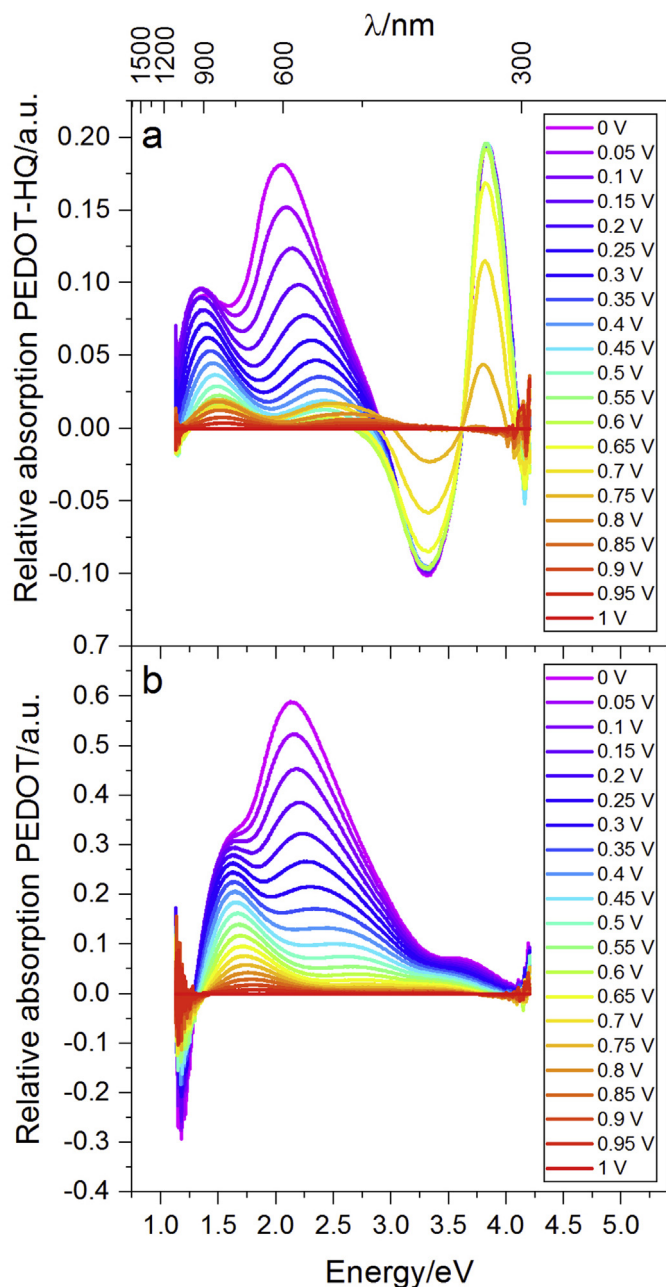 λ/nm
1500
1200
900
600
300
a
Relative absorption PEDOT-HQ/a.u.
0.20
0.15
0.10
0.05
0.00
-0.05
-0.10
0 V
0.05 V
0.1 V
0.15 V
0.2 V
0.25 V
0.3 V
0.35 V
0.4 V
0.45 V
0.5 V
0.55 V
0.6 V
0.65 V
0.7 V
0.75 V
0.8 V
0.85 V
0.9 V
0.95 V
1 V
b
Relative absorption PEDOT/a.u.
0.7
0.6
0.5
0.4
0.3
0.2
0.1
0.0
-0.1
-0.2
-0.3
-0.4
0 V
0.05 V
0.1 V
0.15 V
0.2 V
0.25 V
0.3 V
0.35 V
0.4 V
0.45 V
0.5 V
0.55 V
0.6 V
0.65 V
0.7 V
0.75 V
0.8 V
0.85 V
0.9 V
0.95 V
1 V
1.0 1.5 2.0 2.5 3.0 3.5 4.0 4.5 5.0
Energy/eV